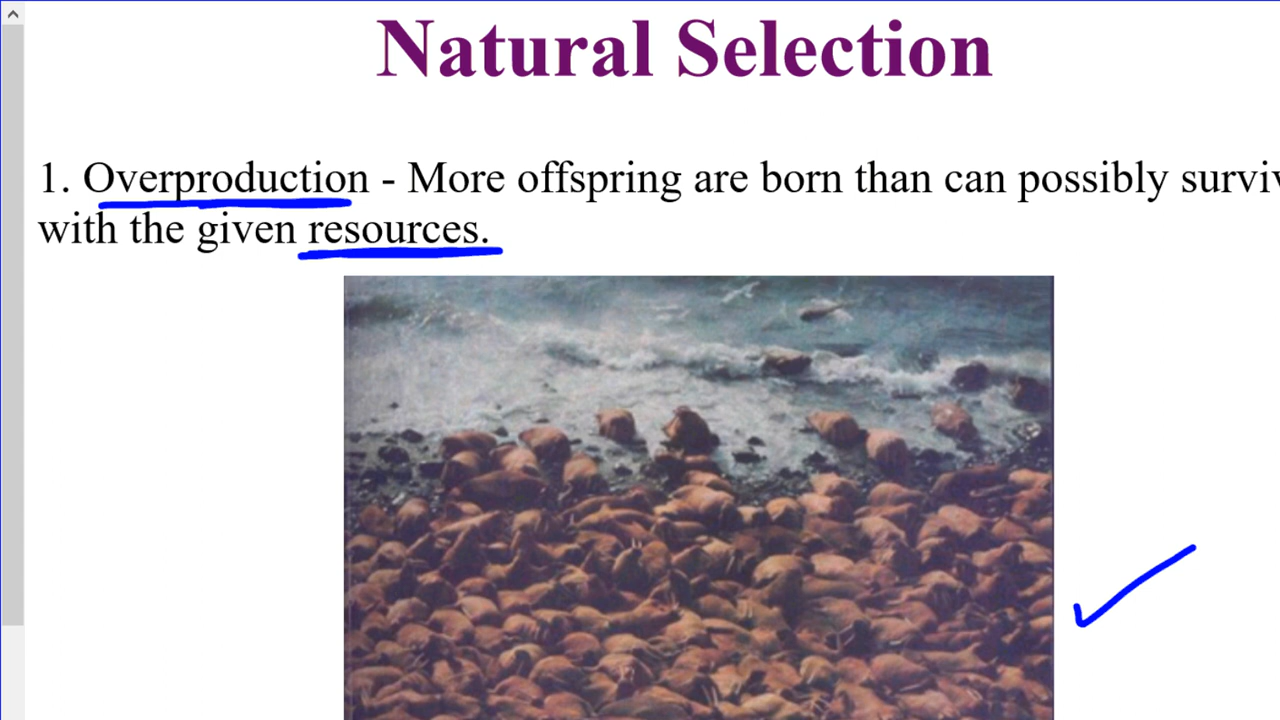 Natural Selection
1. Overproduction - More offspring are born than can possibly surviv
with the given resources.